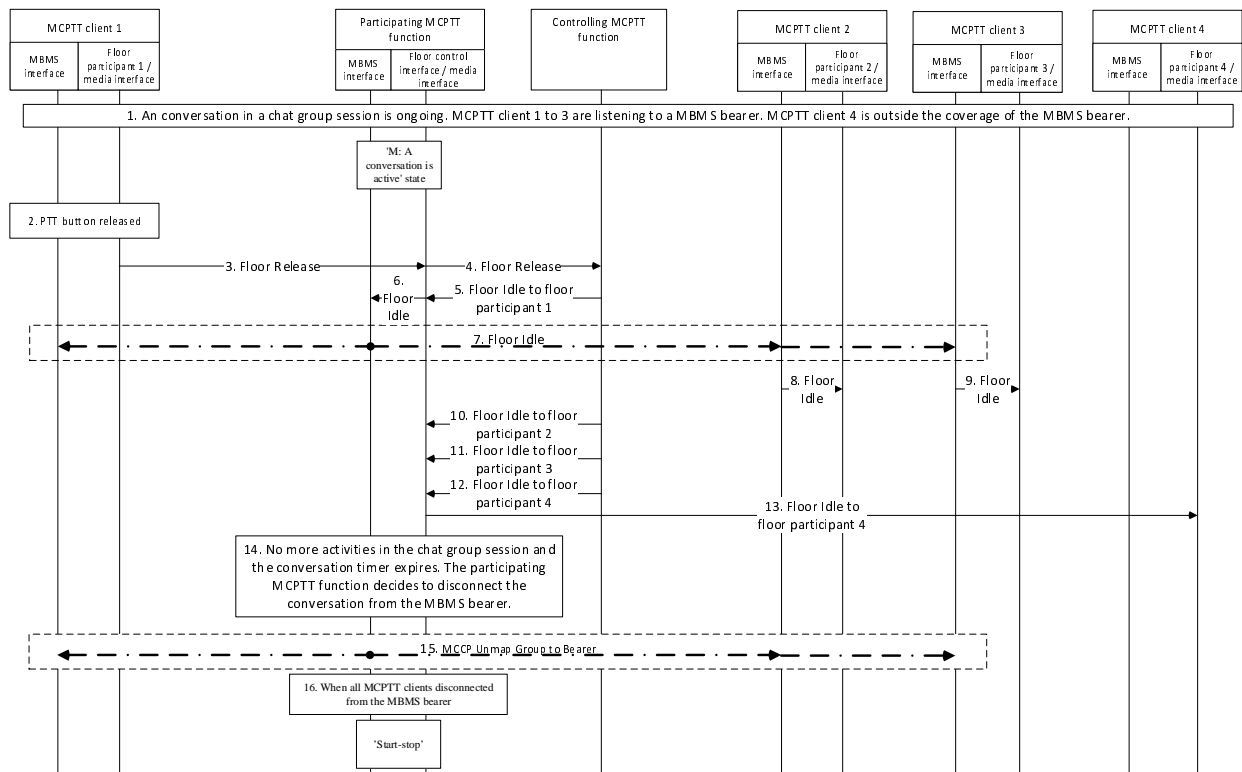 MCPTT client 1
MBMS
interface
Floor
participant 1 /
media interface
Participating MCPTT
function
MBMS
interface
Floor control
interface / media
interface
Controlling MCPTT
function
MCPTT client 2
MBMS
interface
Floor
participant 2 /
media interface
MCPTT client 3
MBMS
interface
Floor
participant 3 /
media interface
MCPTT client 4
MBMS
interface
Floor
participant 4 /
media interface
1. An conversation in a chat group session is ongoing. MCPTT client 1 to 3 are listening to a MBMS bearer. MCPTT client 4 is outside the coverage of the MBMS bearer.
'M: A
conversation is
active' state
2. PTT button released
3. Floor Release
4. Floor Release
6.
Floor
Idle
5. Floor Idle to floor
participant 1
7. Floor Idle
8. Floor
Idle
9. Floor
Idle
10. Floor Idle to floor
participant 2
11. Floor Idle to floor
participant 3
12. Floor Idle to floor
participant 4
13. Floor Idle to
floor participant 4
14. No more activities in the chat group session and
the conversation timer expires. The participating
MCPTT function decides to disconnect the
conversation from the MBMS bearer.
15. MCCP Unmap Group to Bearer
16. When all MCPTT clients disconnected
from the MBMS bearer
'Start-stop'